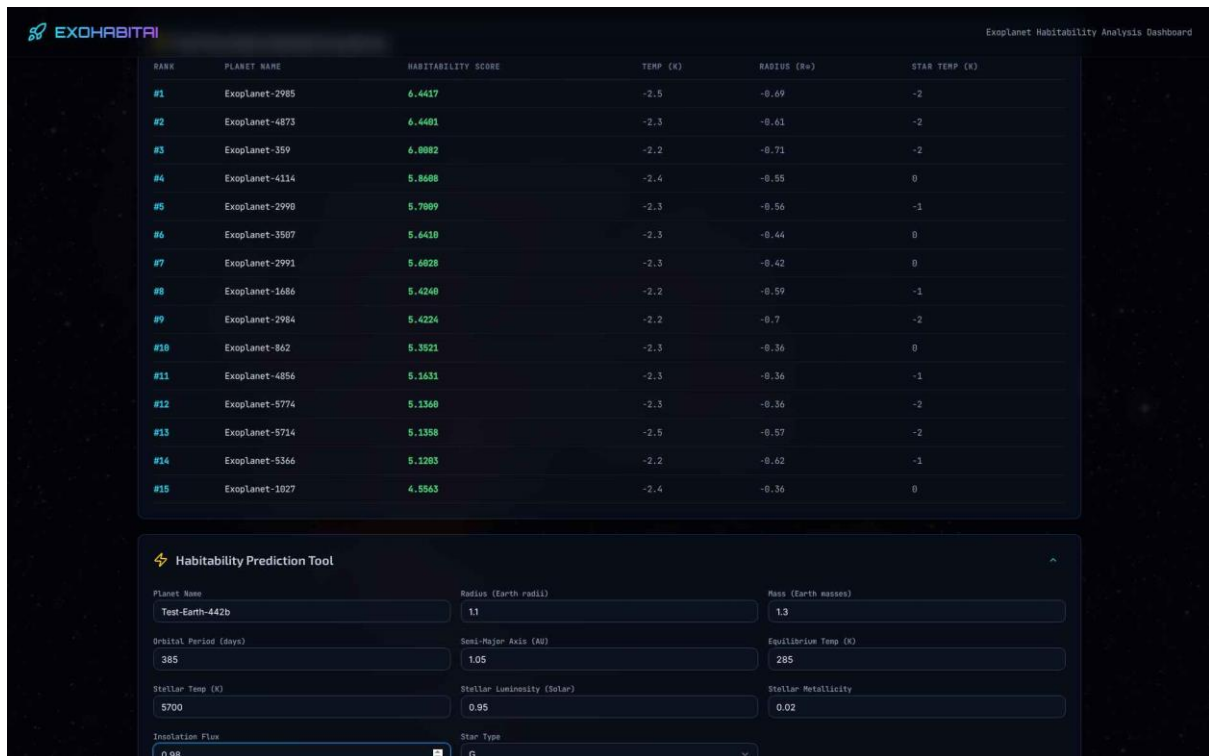 EXOHABITAI
Exoplanet Habitability Analysis Dashboard
RANK PLANET NAME HABITABILITY SCORE TEMP (K) RADIUS (R⊕) STAR TEMP (K)
#1 Exoplanet-2985 6.4417 -2.5 -0.69 -2
#2 Exoplanet-4873 6.4401 -2.3 -0.61 -2
#3 Exoplanet-359 6.0082 -2.2 -0.71 -2
#4 Exoplanet-4114 5.8608 -2.4 -0.55 0
#5 Exoplanet-2990 5.7009 -2.3 -0.56 -1
#6 Exoplanet-3507 5.6410 -2.3 -0.44 0
#7 Exoplanet-2991 5.6028 -2.3 -0.42 0
#8 Exoplanet-1686 5.4240 -2.2 -0.59 -1
#9 Exoplanet-2984 5.4224 -2.2 -0.7 -2
#10 Exoplanet-862 5.3521 -2.3 -0.36 0
#11 Exoplanet-4856 5.1631 -2.3 -0.36 -1
#12 Exoplanet-5774 5.1360 -2.3 -0.36 -2
#13 Exoplanet-5714 5.1358 -2.5 -0.57 -2
#14 Exoplanet-5366 5.1203 -2.2 -0.62 -1
#15 Exoplanet-1027 4.5563 -2.4 -0.36 0
Habitability Prediction Tool
Planet Name Radius (Earth radii) Mass (Earth masses)
Test-Earth-442b 1.1 1.3
Orbital Period (days) Semi-Major Axis (AU) Equilibrium Temp (K)
385 1.05 285
Stellar Temp (K) Stellar Luminosity (Solar) Stellar Metallicity
5700 0.95 0.02
Insolation Flux Star Type
0.98 G